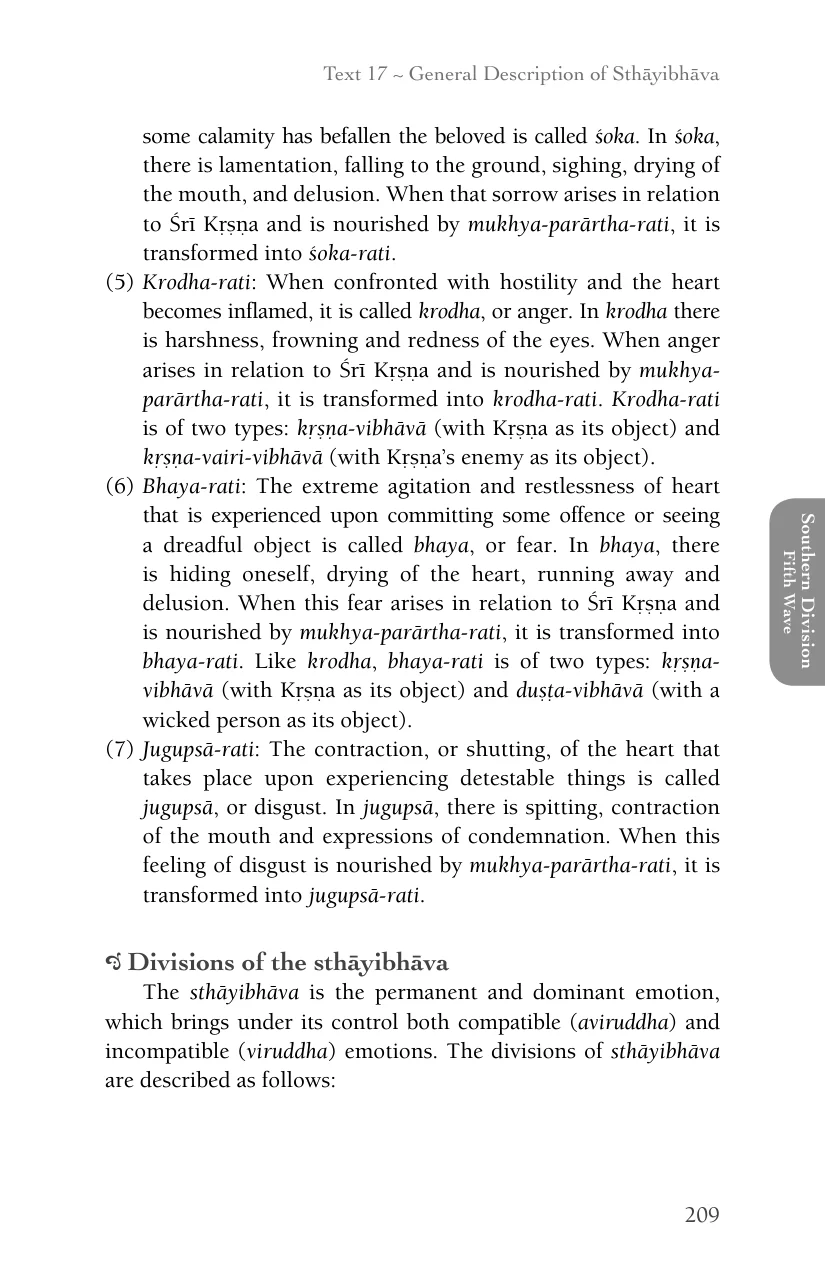 Text 17 ~ General Description of Sthāyibhāva
some calamity has befallen the beloved is called śoka. In śoka,
there is lamentation, falling to the ground, sighing, drying of
the mouth, and delusion. When that sorrow arises in relation
to Śrī Kṛṣṇa and is nourished by mukhya-parārtha-rati, it is
transformed into śoka-rati.
(5) Krodha-rati: When confronted with hostility and the heart
becomes inflamed, it is called krodha, or anger. In krodha there
is harshness, frowning and redness of the eyes. When anger
arises in relation to Śrī Kṛṣṇa and is nourished by mukhya-
parārtha-rati, it is transformed into krodha-rati. Krodha-rati
is of two types: kṛṣṇa-vibhāvā (with Kṛṣṇa as its object) and
kṛṣṇa-vairi-vibhāvā (with Kṛṣṇa’s enemy as its object).
(6) Bhaya-rati: The extreme agitation and restlessness of heart
that is experienced upon committing some offence or seeing
a dreadful object is called bhaya, or fear. In bhaya, there
is hiding oneself, drying of the heart, running away and
delusion. When this fear arises in relation to Śrī Kṛṣṇa and
is nourished by mukhya-parārtha-rati, it is transformed into
bhaya-rati. Like krodha, bhaya-rati is of two types: kṛṣṇa-
vibhāvā (with Kṛṣṇa as its object) and duṣṭa-vibhāvā (with a
wicked person as its object).
(7) Jugupsā-rati: The contraction, or shutting, of the heart that
takes place upon experiencing detestable things is called
jugupsā, or disgust. In jugupsā, there is spitting, contraction
of the mouth and expressions of condemnation. When this
feeling of disgust is nourished by mukhya-parārtha-rati, it is
transformed into jugupsā-rati.
Divisions of the sthāyibhāva
The sthāyibhāva is the permanent and dominant emotion,
which brings under its control both compatible (aviruddha) and
incompatible (viruddha) emotions. The divisions of sthāyibhāva
are described as follows:
Southern Division
Fifth Wave
209